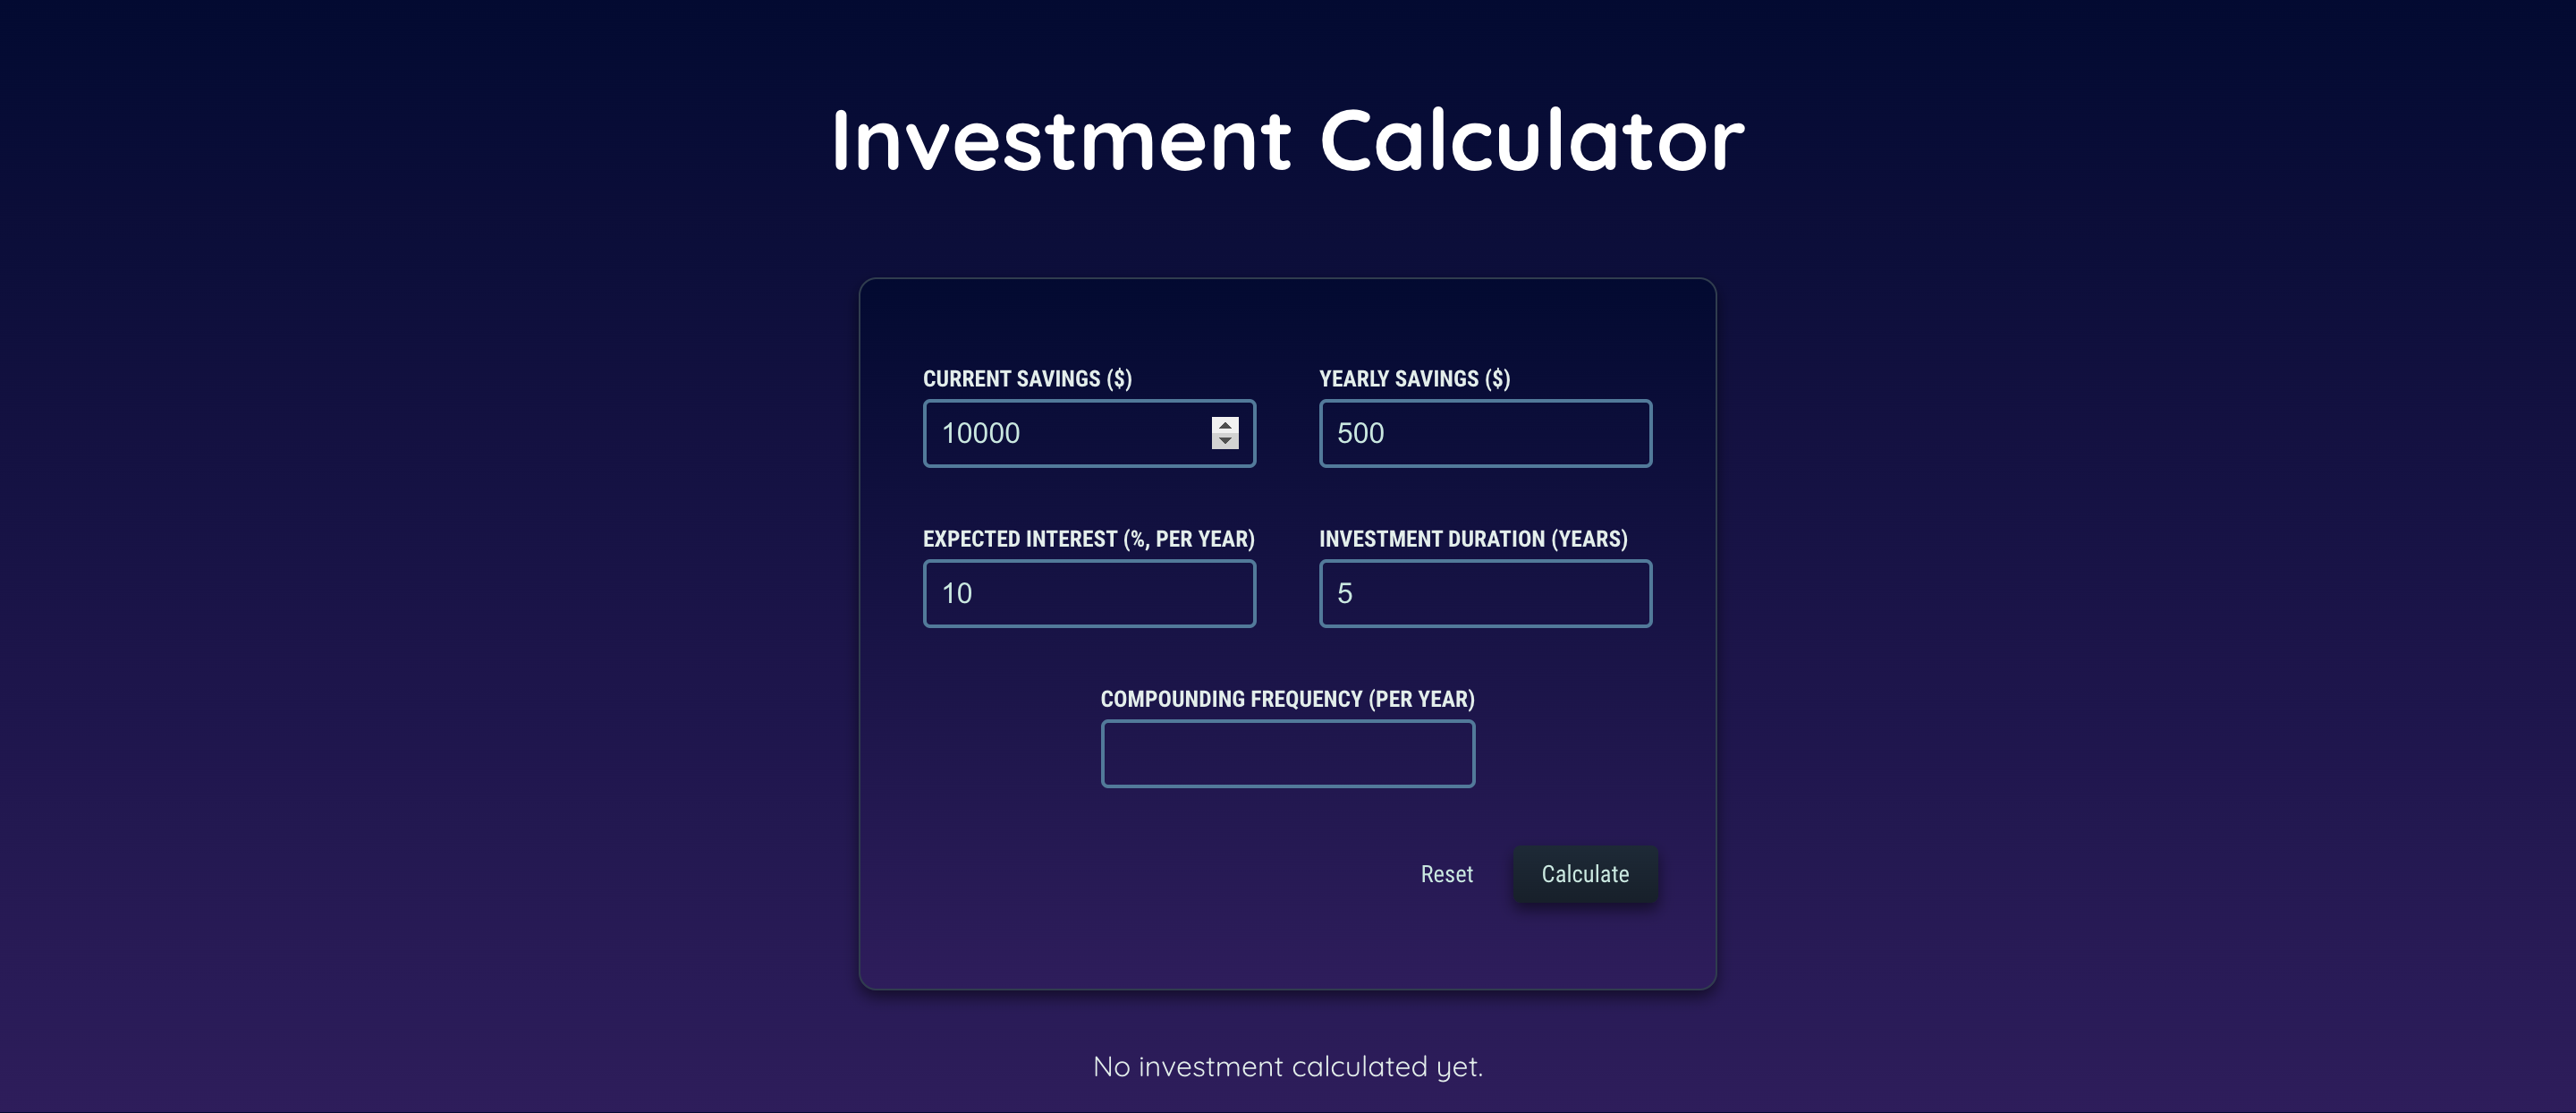 Investment Calculator
CURRENT SAVINGS ($)
10000
YEARLY SAVINGS ($)
500
EXPECTED INTEREST (%, PER YEAR)
10
INVESTMENT DURATION (YEARS)
5
COMPOUNDING FREQUENCY (PER YEAR)
Reset
Calculate
No investment calculated yet.